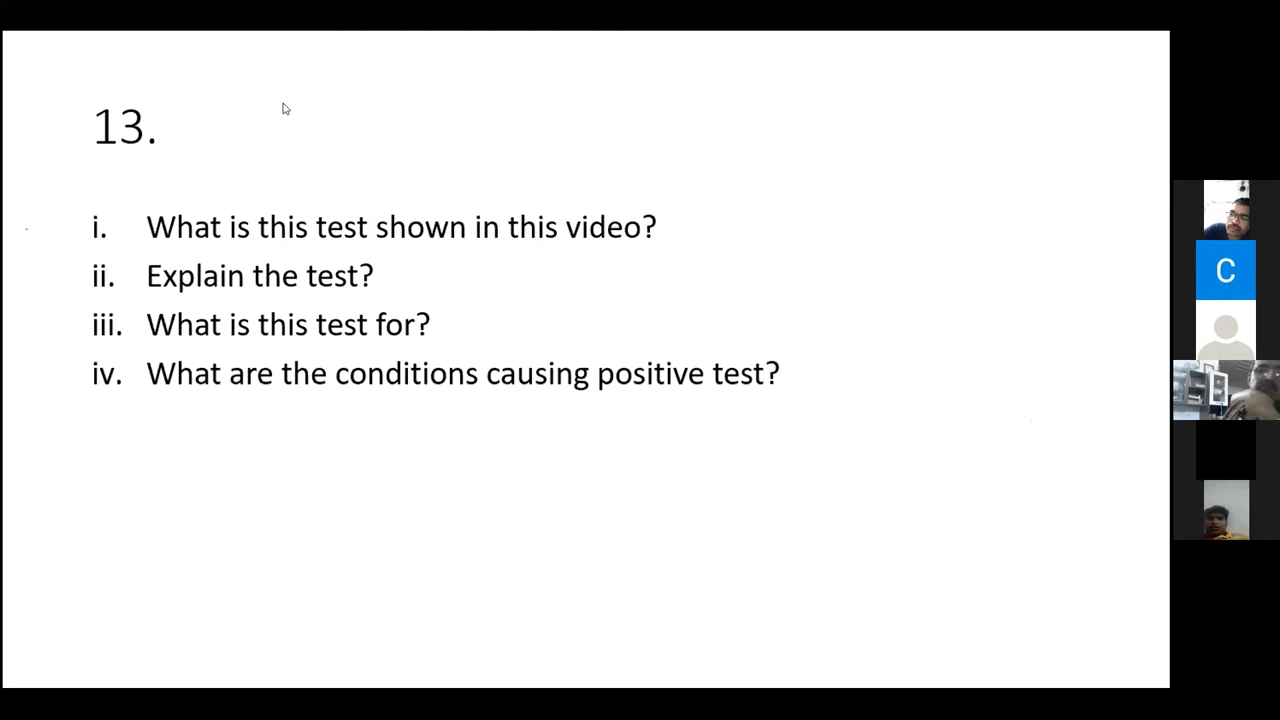 13.
i. What is this test shown in this video?
ii. Explain the test?
iii. What is this test for?
iv. What are the conditions causing positive test?
C